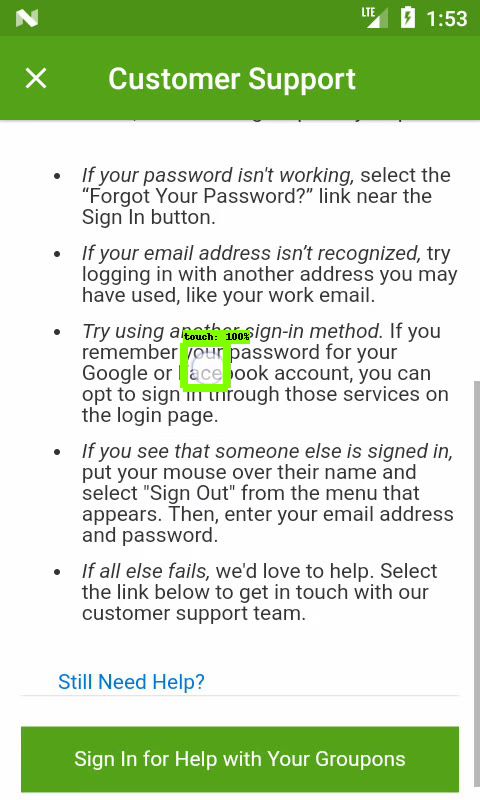 LTE 1:53
Customer Support
• If your password isn't working, select the
“Forgot Your Password?” link near the
Sign In button.
• If your email address isn’t recognized, try
logging in with another address you may
have used, like your work email.
touch: 100%
• Try using another sign-in method. If you
remember your password for your
Google or Facebook account, you can
opt to sign in through those services on
the login page.
• If you see that someone else is signed in,
put your mouse over their name and
select "Sign Out" from the menu that
appears. Then, enter your email address
and password.
• If all else fails, we'd love to help. Select
the link below to get in touch with our
customer support team.
Still Need Help?
Sign In for Help with Your Groupons